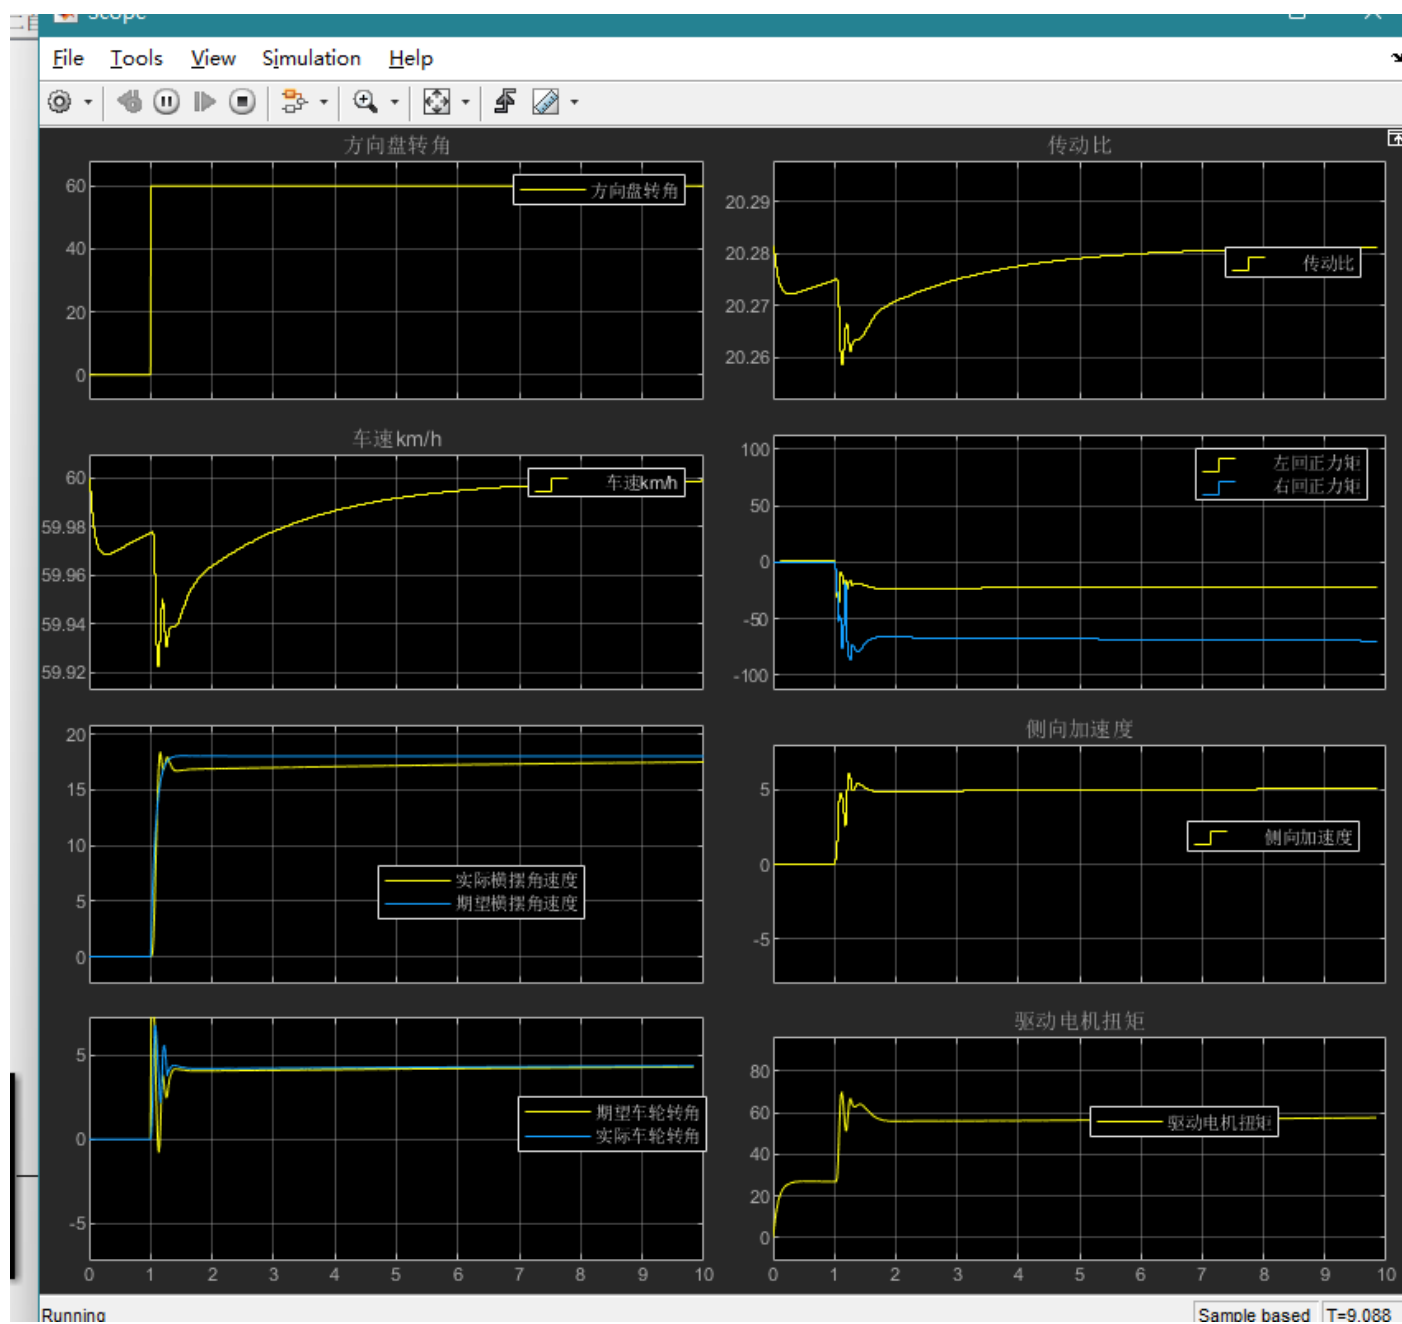 Scope
File Tools View Simulation Help
方向盘转角
60
40
20
0
方向盘转角
传动比
20.29
20.28
20.27
20.26
传动比
车速km/h
60
59.98
59.96
59.94
59.92
车速km/h
100
50
0
-50
-100
左回正力矩
右回正力矩
20
15
10
5
0
实际横摆角速度
期望横摆角速度
侧向加速度
5
0
-5
侧向加速度
5
0
-5
期望车轮转角
实际车轮转角
0 1 2 3 4 5 6 7 8 9 10
驱动电机扭矩
80
60
40
20
0
驱动电机扭矩
0 1 2 3 4 5 6 7 8 9 10
Running
Sample based T=9.088